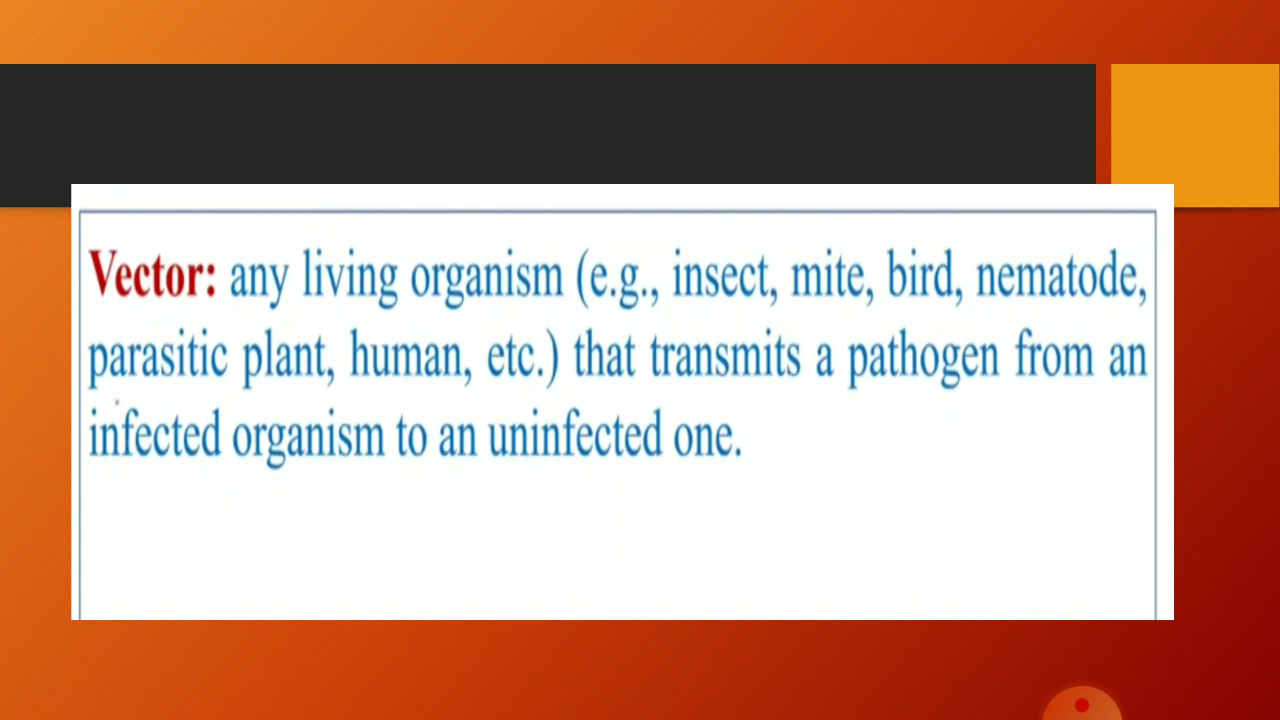 Vector: any living organism (e.g., insect, mite, bird, nematode,
parasitic plant, human, etc.) that transmits a pathogen from an
infected organism to an uninfected one.